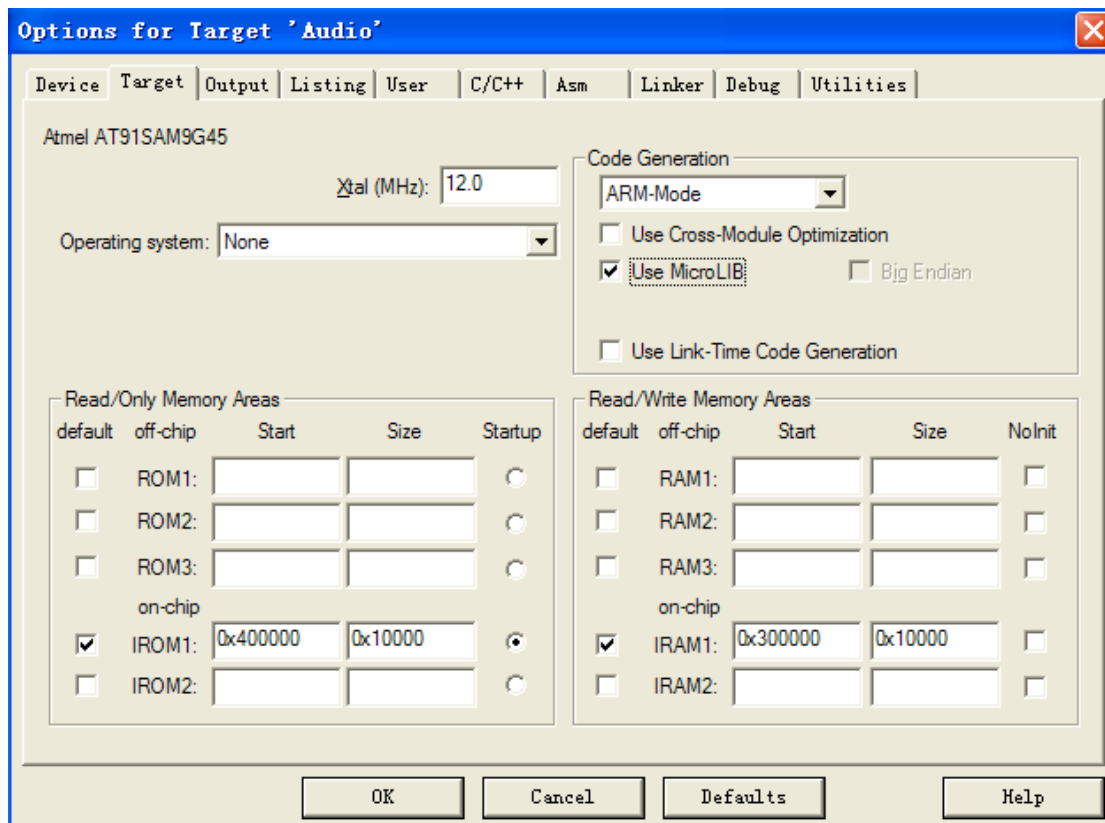 Options for Target 'Audio'
Device Target Output Listing User C/C++ Asm Linker Debug Utilities
Atmel AT91SAM9G45
Xtal (MHz): 12.0
Operating system: None
Code Generation
ARM-Mode
Use Cross-Module Optimization
Use MicroLIB Big Endian
Use Link-Time Code Generation
Read/Only Memory Areas
default off-chip Start Size Startup
ROM1:
ROM2:
ROM3:
on-chip
IROM1: 0x400000 0x10000
IROM2:
Read/Write Memory Areas
default off-chip Start Size NoInit
RAM1:
RAM2:
RAM3:
on-chip
IRAM1: 0x300000 0x10000
IRAM2:
OK Cancel Defaults Help